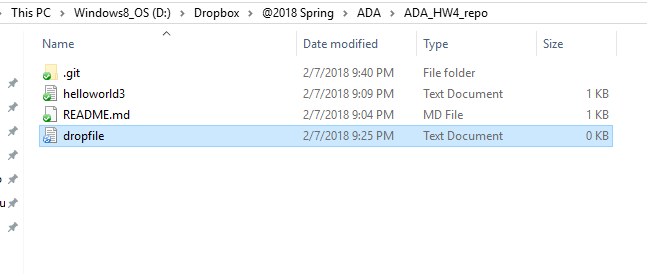 This PC > Windows8_OS (D:) > Dropbox > @2018 Spring > ADA > ADA_HW4_repo
Name Date modified Type Size
.git 2/7/2018 9:40 PM File folder
helloworld3 2/7/2018 9:09 PM Text Document 1 KB
README.md 2/7/2018 9:04 PM MD File 1 KB
dropfile 2/7/2018 9:25 PM Text Document 0 KB
u